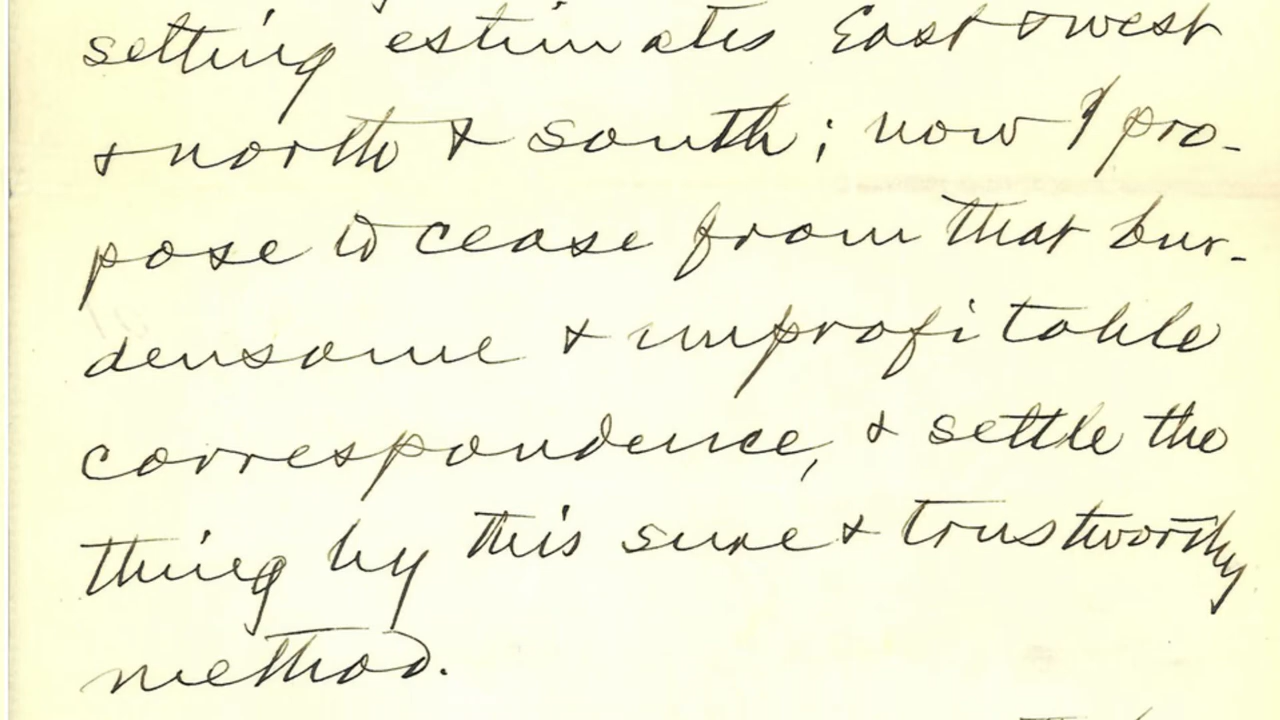 setting estimates East & west
& north & south; now I pro-
pose to cease from that bur-
densome & unprofitable
correspondence, & settle the
thing by this sure & trustworthy
method.